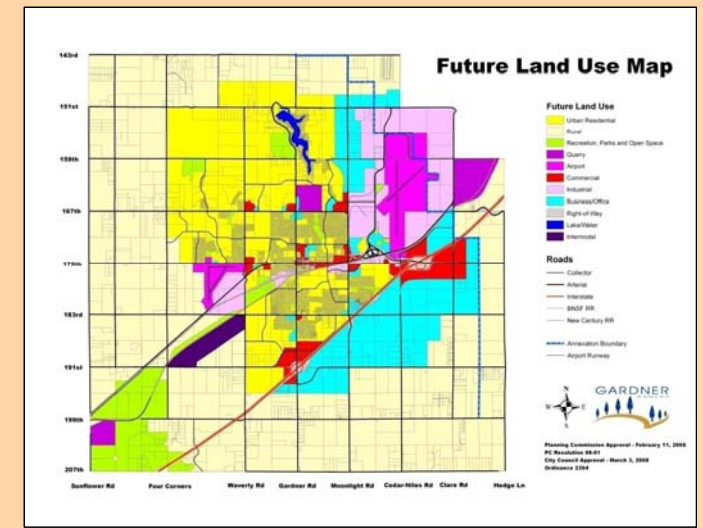 Future Land Use Map
143rd
151st
159th
167th
175th
183rd
191st
199th
207th
Sunflower Rd Four Corners Waverly Rd Gardner Rd Moonlight Rd Cedar-Niles Rd Clare Rd Hedge Ln
Future Land Use
Urban Residential
Rural
Recreation, Parks and Open Space
Quarry
Airport
Commercial
Industrial
Business/Office
Right-of-Way
Lake/Water
Intermodal
Roads
Collector
Arterial
Interstate
BNSF RR
New Century RR
Annexation Boundary
Airport Runway
N
W E
S
GARDNER
Planning Commission Approval - February 11, 2008
PC Resolution 08-01
City Council Approval - March 3, 2008
Ordinance 2264